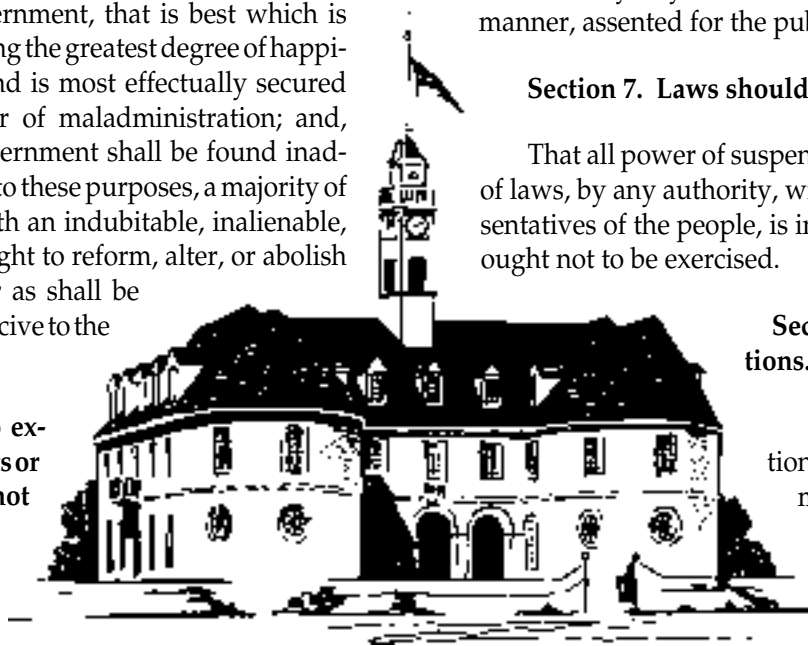 ernment, that is best which is
ng the greatest degree of happi-
nd is most effectually secured
r of maladministration; and,
ernment shall be found inad-
to these purposes, a majority of
th an indubitable, inalienable,
ght to reform, alter, or abolish
as shall be
cive to the
ex-
s or
not
manner, assented for the pub
Section 7. Laws should
That all power of suspen
of laws, by any authority, w
sentatives of the people, is i
ought not to be exercised.
Sec
tions.
tion